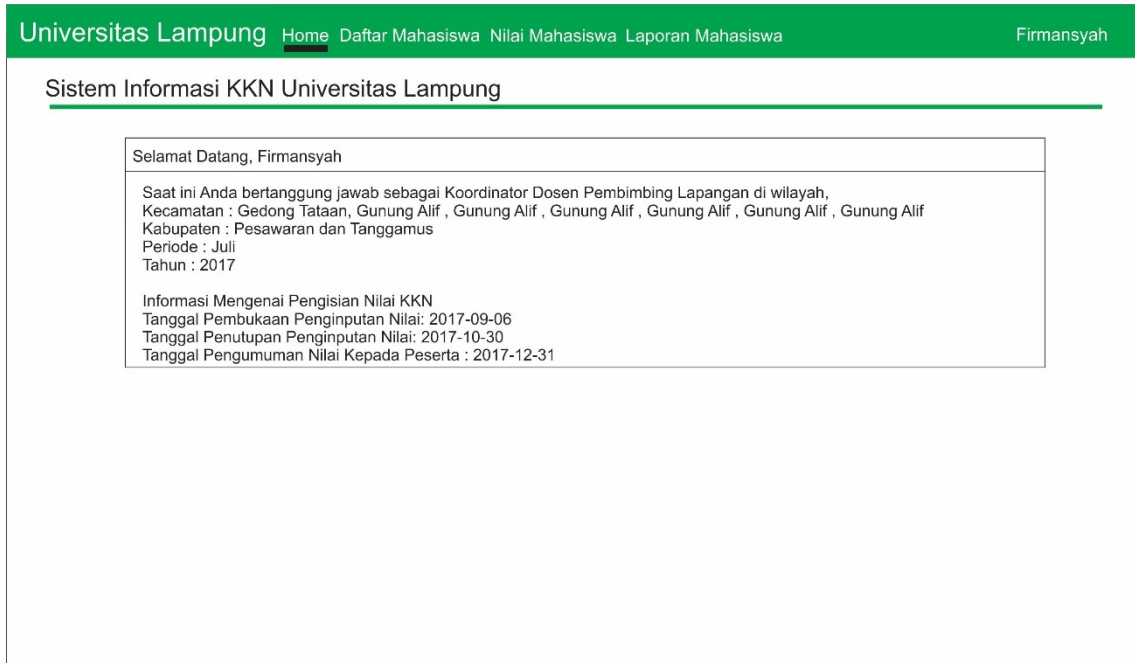 Universitas Lampung Home Daftar Mahasiswa Nilai Mahasiswa Laporan Mahasiswa Firmansyah
Sistem Informasi KKN Universitas Lampung
Selamat Datang, Firmansyah
Saat ini Anda bertanggung jawab sebagai Koordinator Dosen Pembimbing Lapangan di wilayah,
Kecamatan : Gedong Tataan, Gunung Alif , Gunung Alif , Gunung Alif , Gunung Alif , Gunung Alif , Gunung Alif
Kabupaten : Pesawaran dan Tanggamus
Periode : Juli
Tahun : 2017
Informasi Mengenai Pengisian Nilai KKN
Tanggal Pembukaan Penginputan Nilai: 2017-09-06
Tanggal Penutupan Penginputan Nilai: 2017-10-30
Tanggal Pengumuman Nilai Kepada Peserta : 2017-12-31